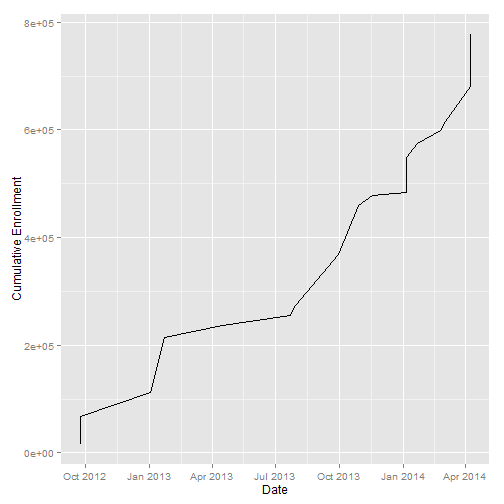 8e+05
6e+05
4e+05
2e+05
0e+00
Cumulative Enrollment
Oct 2012 Jan 2013 Apr 2013 Jul 2013 Oct 2013 Jan 2014 Apr 2014
Date